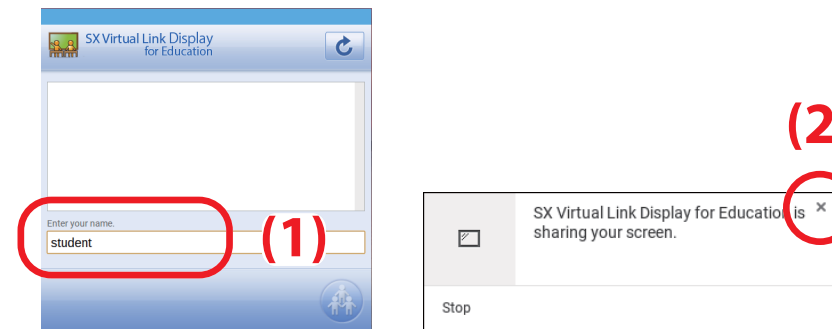 SX Virtual Link Display
for Education
Enter your name.
student
(1)
(2
SX Virtual Link Display for Education is
sharing your screen.
Stop